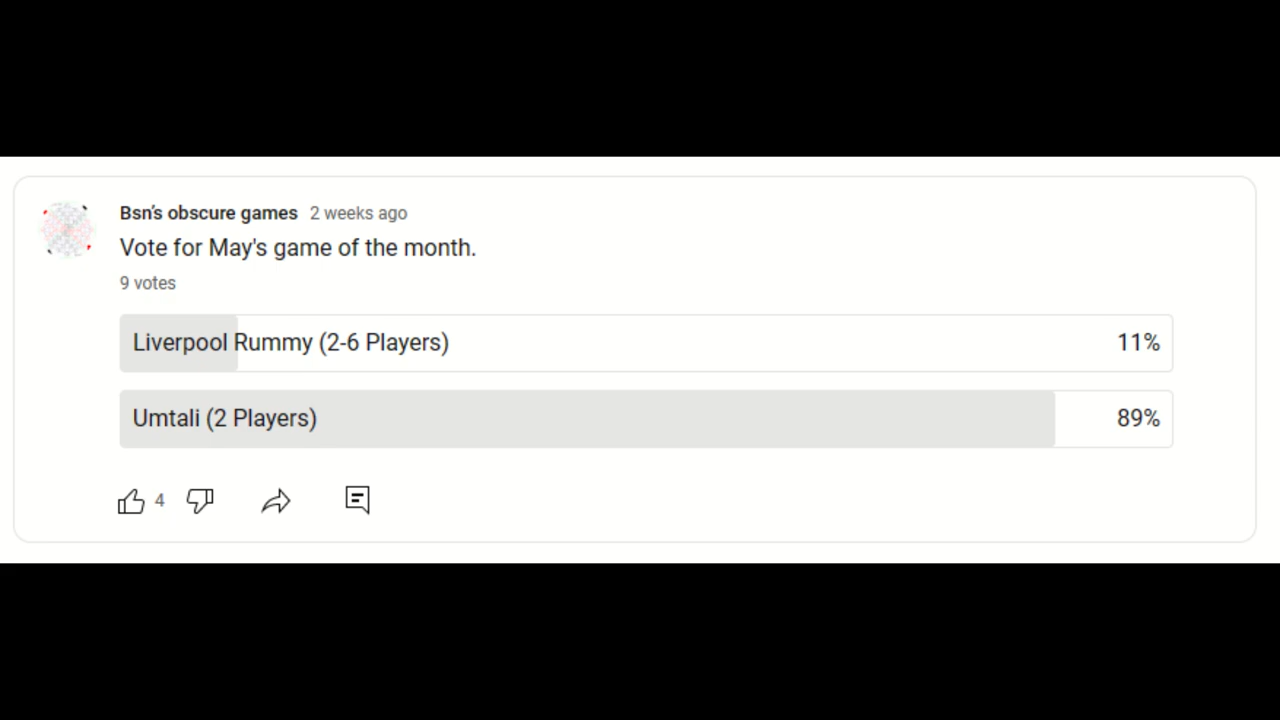 Bsn's obscure games 2 weeks ago
Vote for May's game of the month.
9 votes
Liverpool Rummy (2-6 Players) 11%
Umtali (2 Players) 89%
4